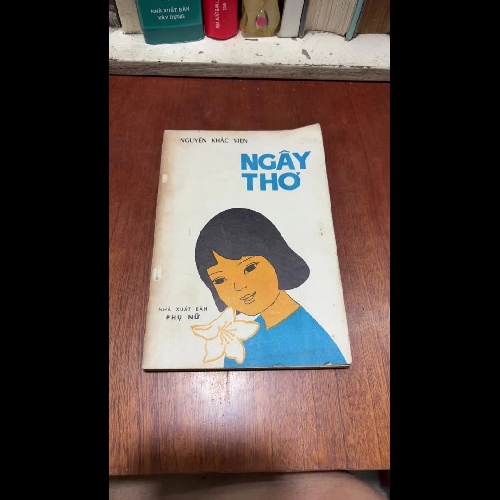 NHÀ XUẤT BẢN
XÂY DỰNG
NGUYỄN KHẮC VIỆN
NGÂY
THƠ
NHÀ XUẤT BẢN
PHỤ NỮ